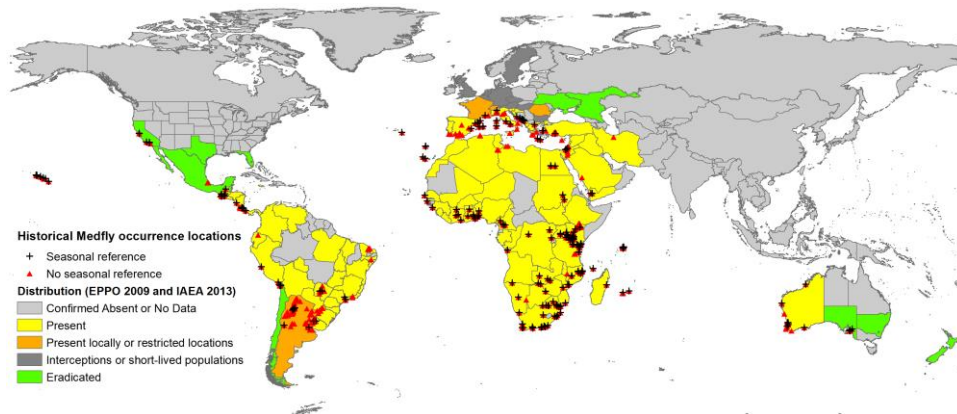 Historical Medfly occurrence locations
Seasonal reference
No seasonal reference
Distribution (EPPO 2009 and IAEA 2013)
Confirmed Absent or No Data
Present
Present locally or restricted locations
Interceptions or short-lived populations
Eradicated